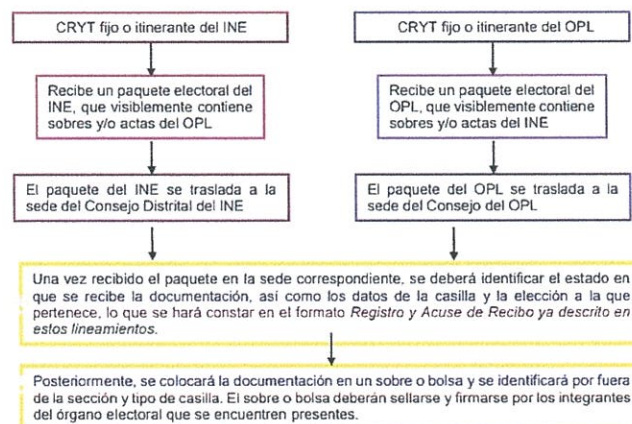 CRYT fijo o itinerante del INE
CRYT fijo o itinerante del OPL
Recibe un paquete electoral del
INE, que visiblemente contiene
sobres y/o actas del OPL
Recibe un paquete electoral del
OPL, que visiblemente contiene
sobres y/o actas del INE
El paquete del INE se traslada a la
sede del Consejo Distrital del INE
El paquete del OPL se traslada a la
sede del Consejo del OPL
Una vez recibido el paquete en la sede correspondiente, se deberá identificar el estado en
que se recibe la documentación, así como los datos de la casilla y la elección a la que
pertenece, lo que se hará constar en el formato Registro y Acuse de Recibo ya descrito en
estos lineamientos.
Posteriormente, se colocará la documentación en un sobre o bolsa y se identificará por fuera
de la sección y tipo de casilla. El sobre o bolsa deberán sellarse y firmarse por los integrantes
del órgano electoral que se encuentren presentes.